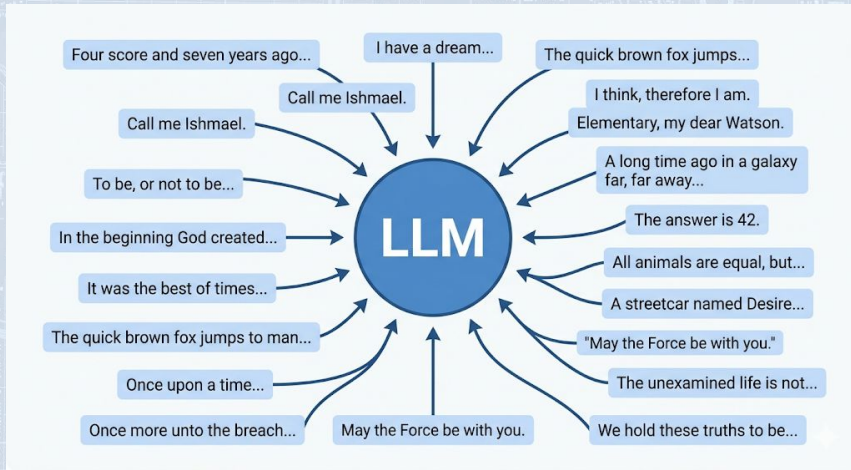 Four score and seven years ago...
I have a dream...
The quick brown fox jumps...
Call me Ishmael.
I think, therefore I am.
Call me Ishmael.
Elementary, my dear Watson.
To be, or not to be...
A long time ago in a galaxy
far, far away...
The answer is 42.
In the beginning God created...
LLM
It was the best of times...
All animals are equal, but...
A streetcar named Desire...
The quick brown fox jumps to man...
"May the Force be with you."
Once upon a time...
The unexamined life is not...
Once more unto the breach...
May the Force be with you.
We hold these truths to be...